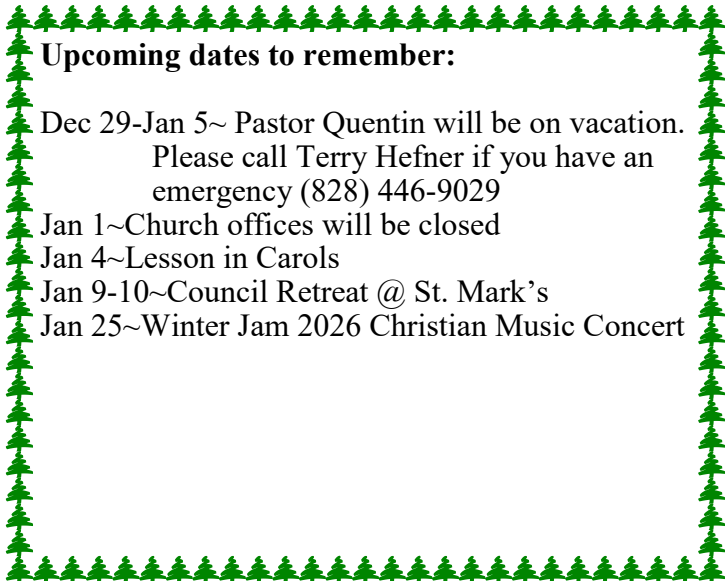 Upcoming dates to remember:
Dec 29-Jan 5~ Pastor Quentin will be on vacation.
Please call Terry Hefner if you have an
emergency (828) 446-9029
Jan 1~Church offices will be closed
Jan 4~Lesson in Carols
Jan 9-10~Council Retreat @ St. Mark’s
Jan 25~Winter Jam 2026 Christian Music Concert